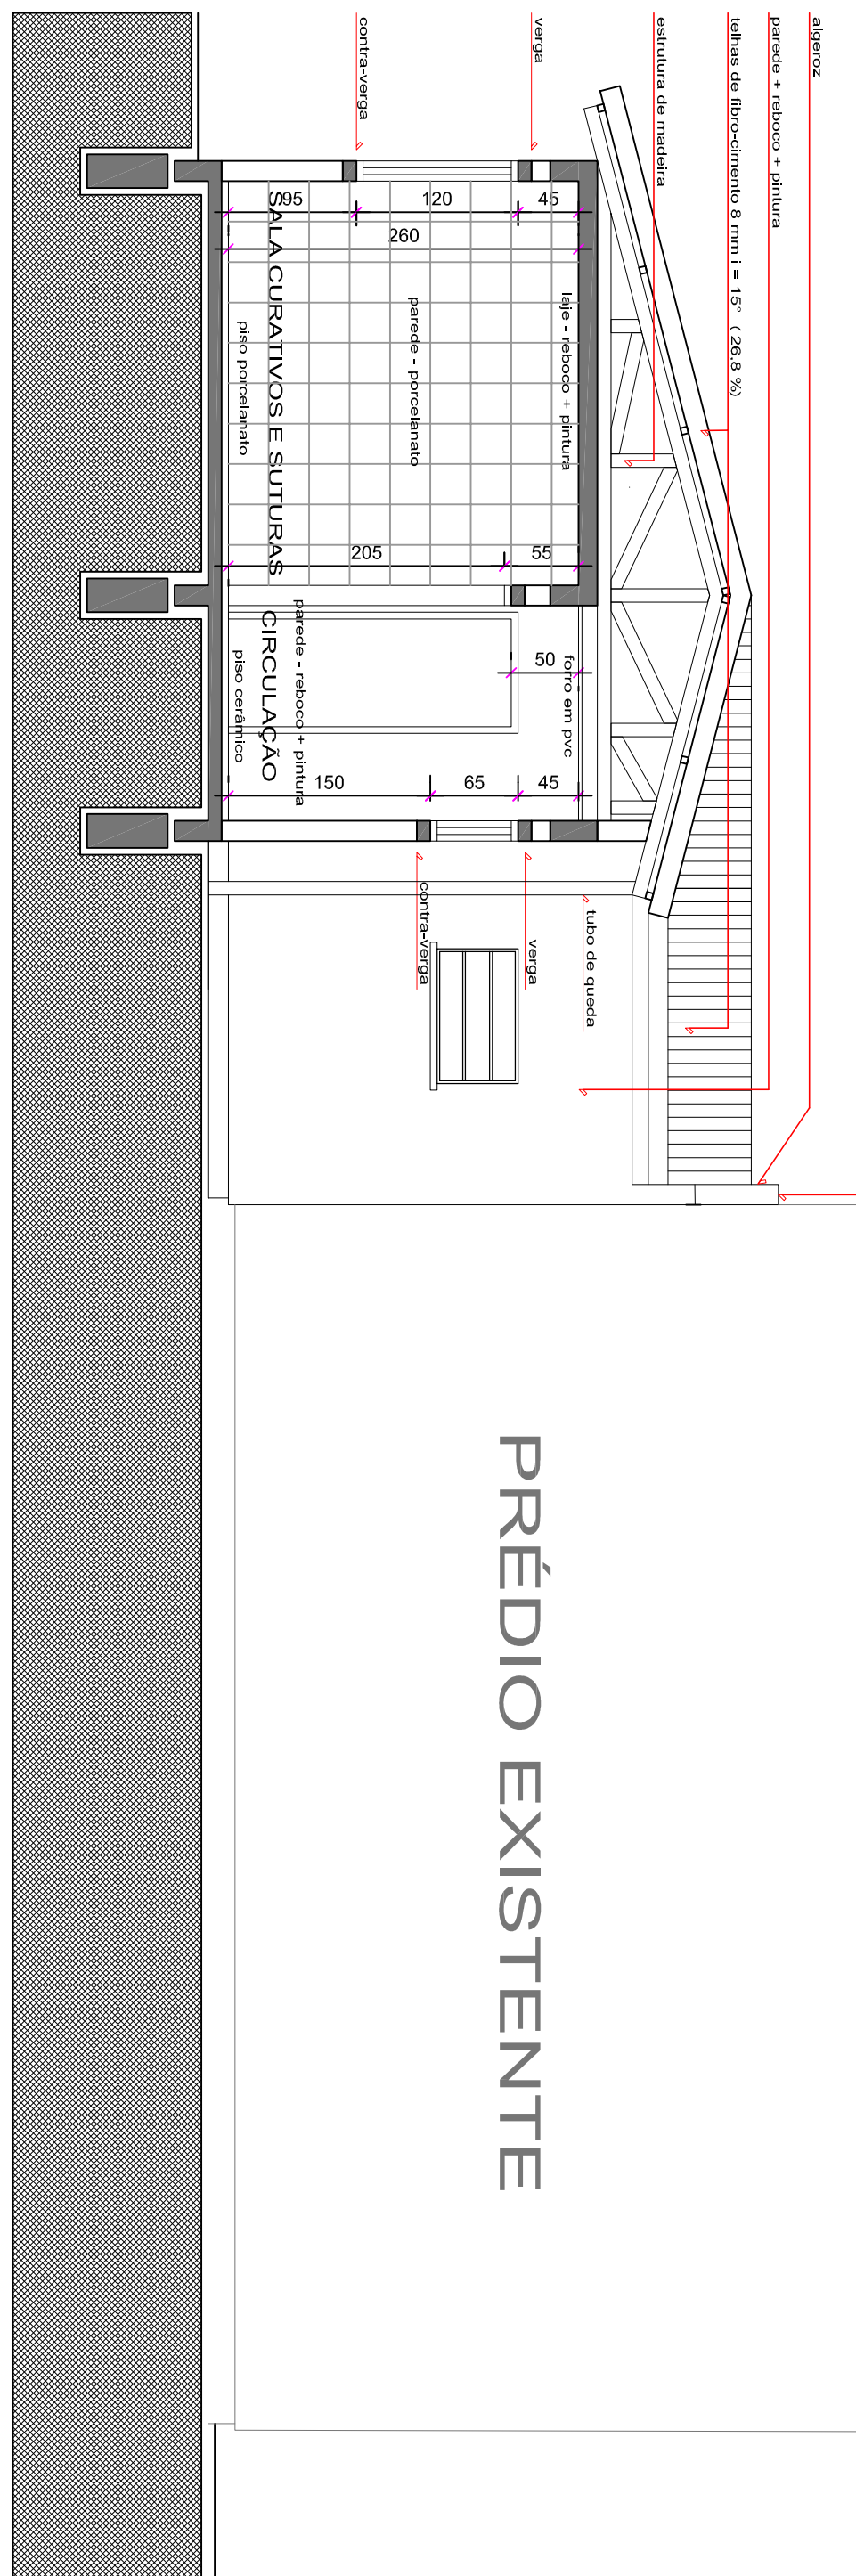 algeroz
parede + reboco + pintura
telhas de fibro-cimento 8 mm i = 15° ( 26,8 %)
estrutura de madeira
verga
contra-verga
95
120
45
260
laje - reboco + pintura
parede - porcelanato
SALA CURATIVOS E SUTURAS
piso porcelanato
205
55
50
forro em pvc
parede - reboco + pintura
CIRCULAÇÃO
piso cerâmico
150
65
45
tubo de queda
verga
contra-verga
PRÉDIO EXISTENTE